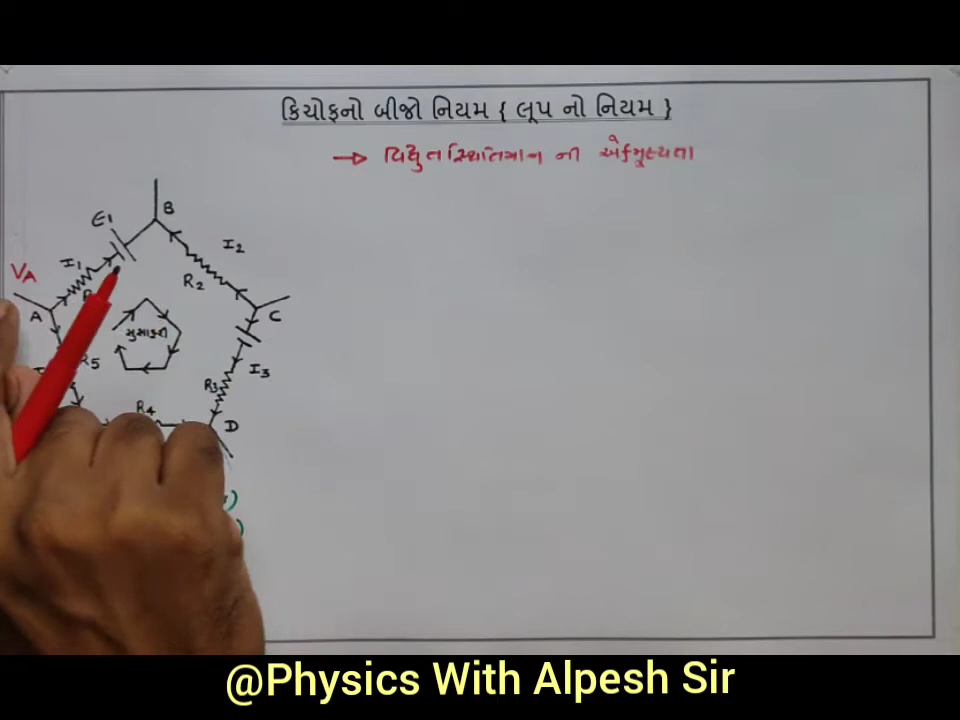 કિર્ચોફનો બીજો નિયમ { લૂપ નો નિયમ }
→ વિદ્યુતસ્થિતિમાન ની એકમૂલ્યતા
B
E1
I2
I1
VA
R2
A
C
મુસાફરી
R5
I3
R3
R4
D
@Physics With Alpesh Sir